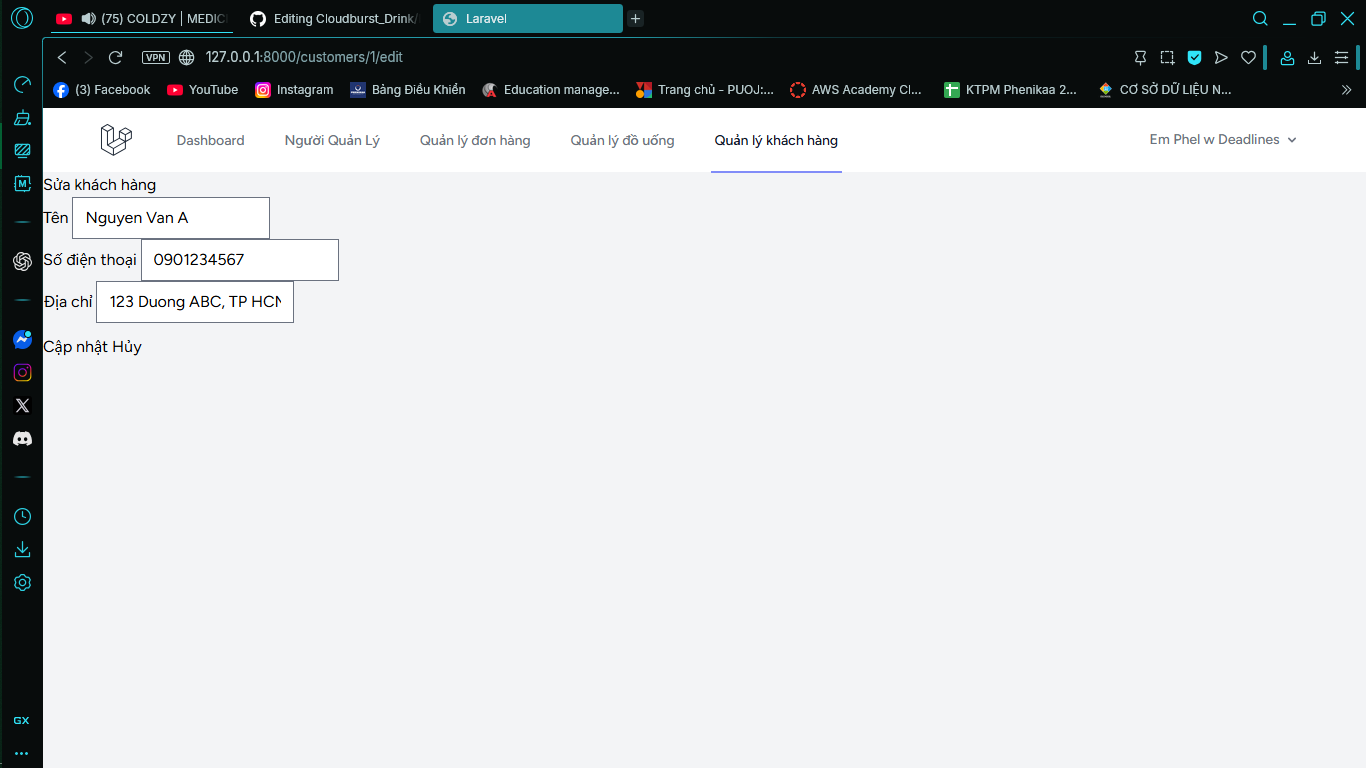 (75) COLDZY | MEDIC
Editing Cloudburst_Drink/
Laravel
VPN
127.0.0.1:8000/customers/1/edit
(3) Facebook
YouTube
Instagram
Bảng Điều Khiển
Education manage...
Trang chủ - PUOJ:...
AWS Academy Cl...
KTPM Phenikaa 2...
CƠ SỞ DỮ LIỆU N...
Dashboard
Người Quản Lý
Quản lý đơn hàng
Quản lý đồ uống
Quản lý khách hàng
Em Phel w Deadlines
Sửa khách hàng
Tên Nguyen Van A
Số điện thoại 0901234567
Địa chỉ 123 Duong ABC, TP HCM
Cập nhật Hủy
M
GX